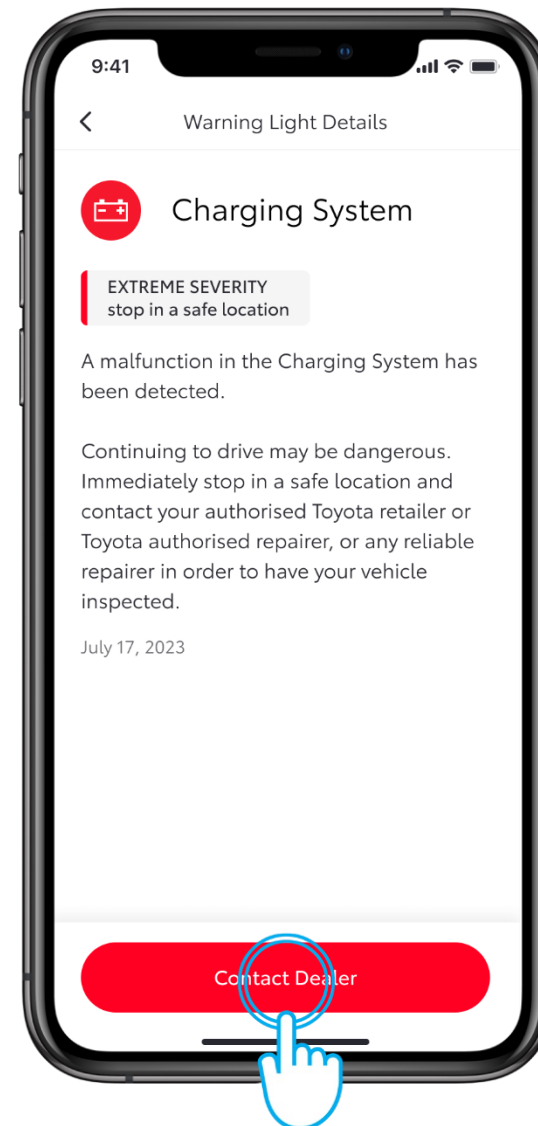 9:41
Warning Light Details
Charging System
EXTREME SEVERITY
stop in a safe location
A malfunction in the Charging System has
been detected.
Continuing to drive may be dangerous.
Immediately stop in a safe location and
contact your authorised Toyota retailer or
Toyota authorised repairer, or any reliable
repairer in order to have your vehicle
inspected.
July 17, 2023
Contact Dealer